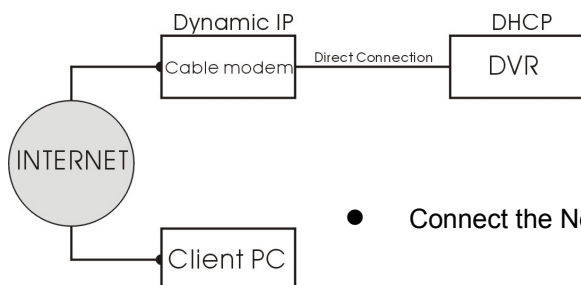 Dynamic IP
DHCP
Cable modem
Direct Connection
DVR
INTERNET
● Connect the
Client PC